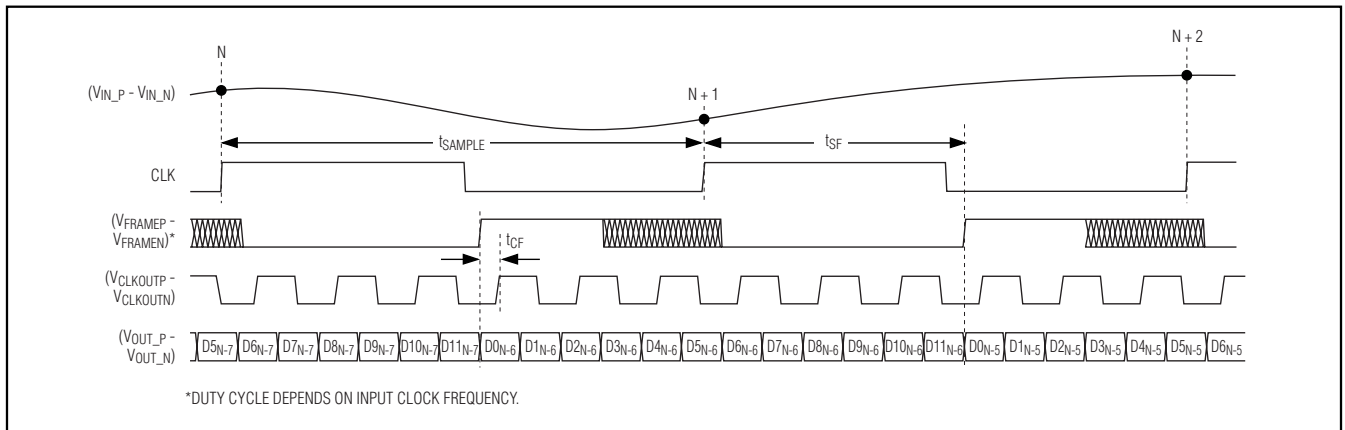 N
N + 1
N + 2
(VIN_P - VIN_N)
tSAMPLE
tSF
CLK
(VFRAMEP -
VFRAMEN)*
tCF
(VCLKOUTP -
VCLKOUTN)
(VOUT_P -
VOUT_N)
D5N-7 D6N-7 D7N-7 D8N-7 D9N-7 D10N-7 D11N-7 D0N-6 D1N-6 D2N-6 D3N-6 D4N-6 D5N-6 D6N-6 D7N-6 D8N-6 D9N-6 D10N-6 D11N-6 D0N-5 D1N-5 D2N-5 D3N-5 D4N-5 D5N-5 D6N-5
*DUTY CYCLE DEPENDS ON INPUT CLOCK FREQUENCY.